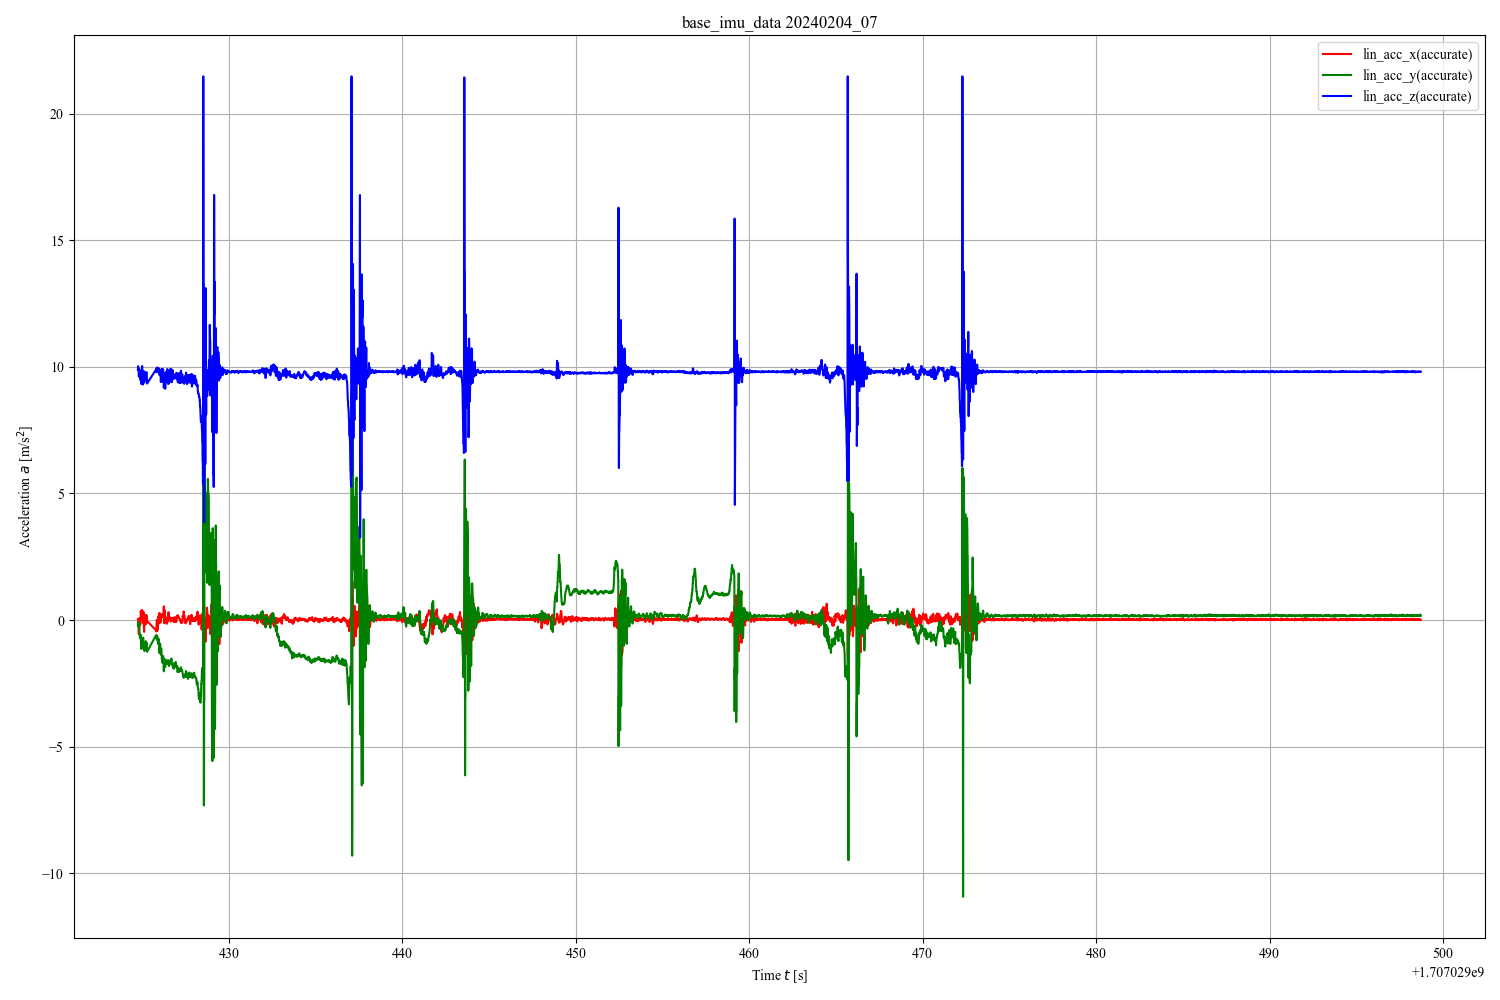 base_imu_data 20240204_07
lin_acc_x(accurate)
lin_acc_y(accurate)
lin_acc_z(accurate)
20
15
10
5
0
−5
−10
Acceleration a [m/s²]
430
440
450
460
470
480
490
500
Time t [s]
+1.707029e9